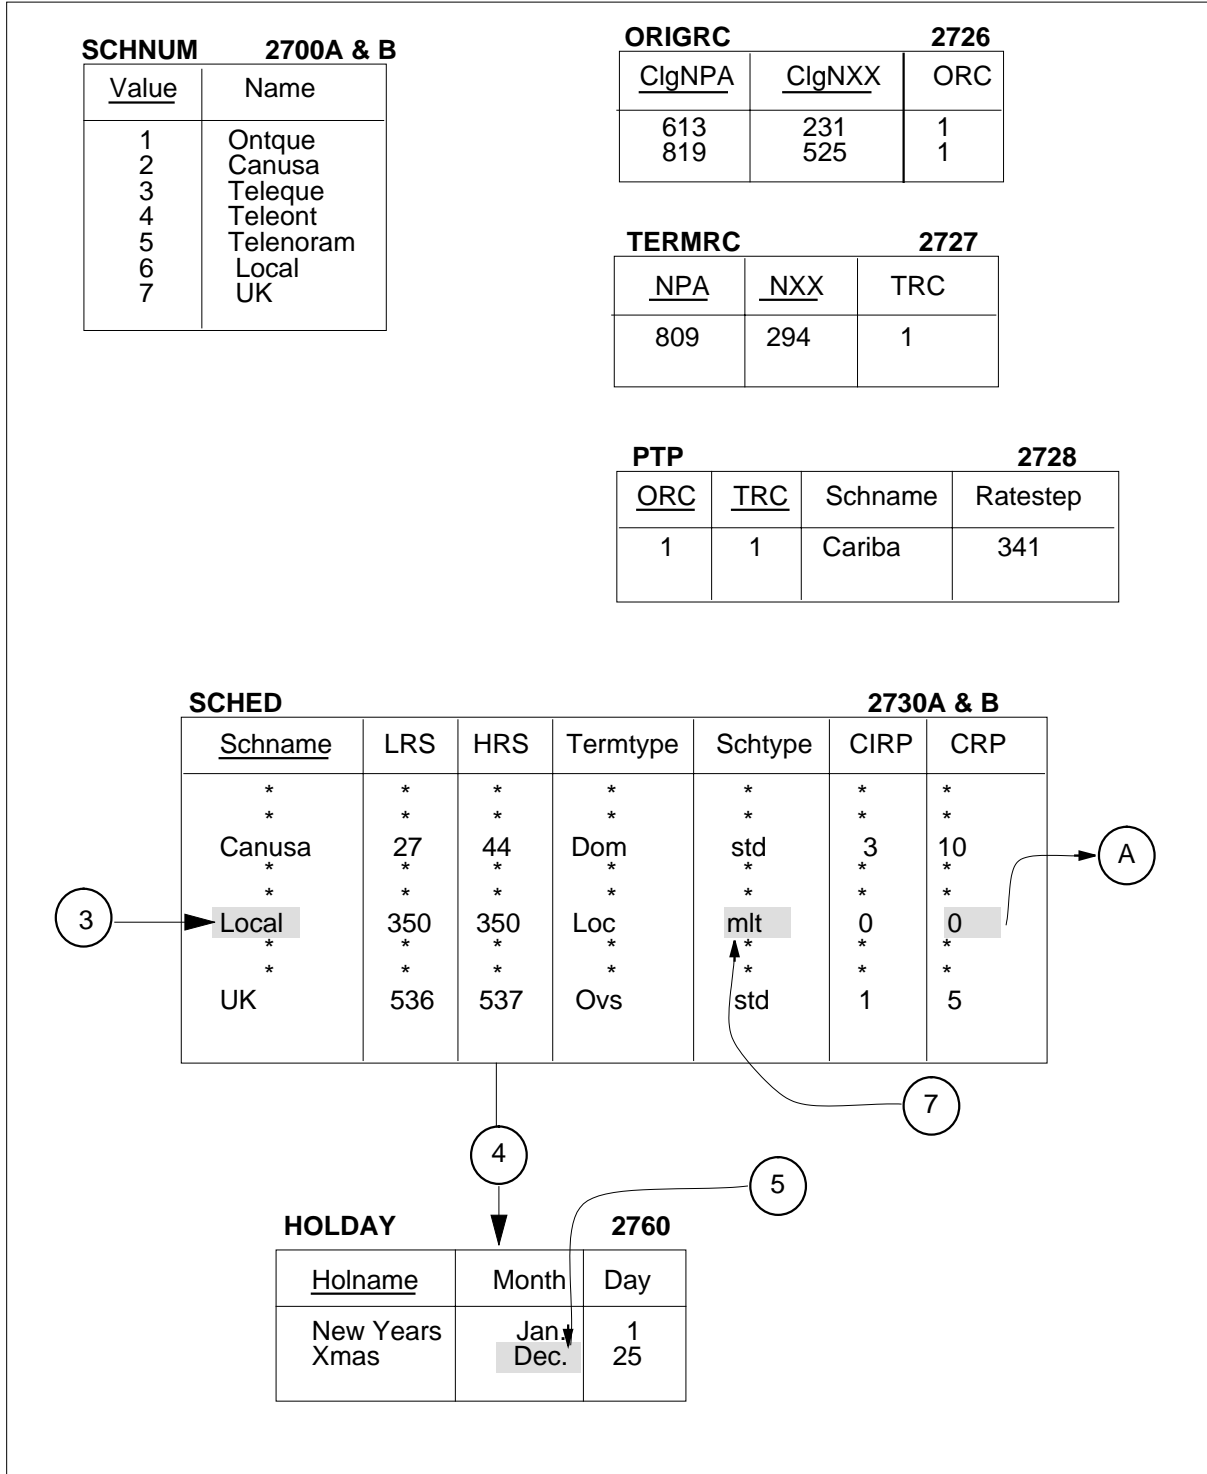 SCHNUM 2700A & B
Value Name
1 Ontque
2 Canusa
3 Teleque
4 Teleont
5 Telenoram
6 Local
7 UK
ORIGRC 2726
ClgNPA ClgNXX ORC
613 231 1
819 525 1
TERMRC 2727
NPA NXX TRC
809 294 1
PTP 2728
ORC TRC Schname Ratestep
1 1 Cariba 341
SCHED 2730A & B
Schname LRS HRS Termtype Schtype CIRP CRP
* * * * * * *
* * * * * * *
Canusa 27 44 Dom std 3 10
* * * * * * *
* * * * * * *
Local 350 350 Loc mlt 0 0
* * * * * * *
* * * * * * *
UK 536 537 Ovs std 1 5
A
3
7
4
5
HOLDAY 2760
Holname Month Day
New Years Jan. 1
Xmas Dec. 25